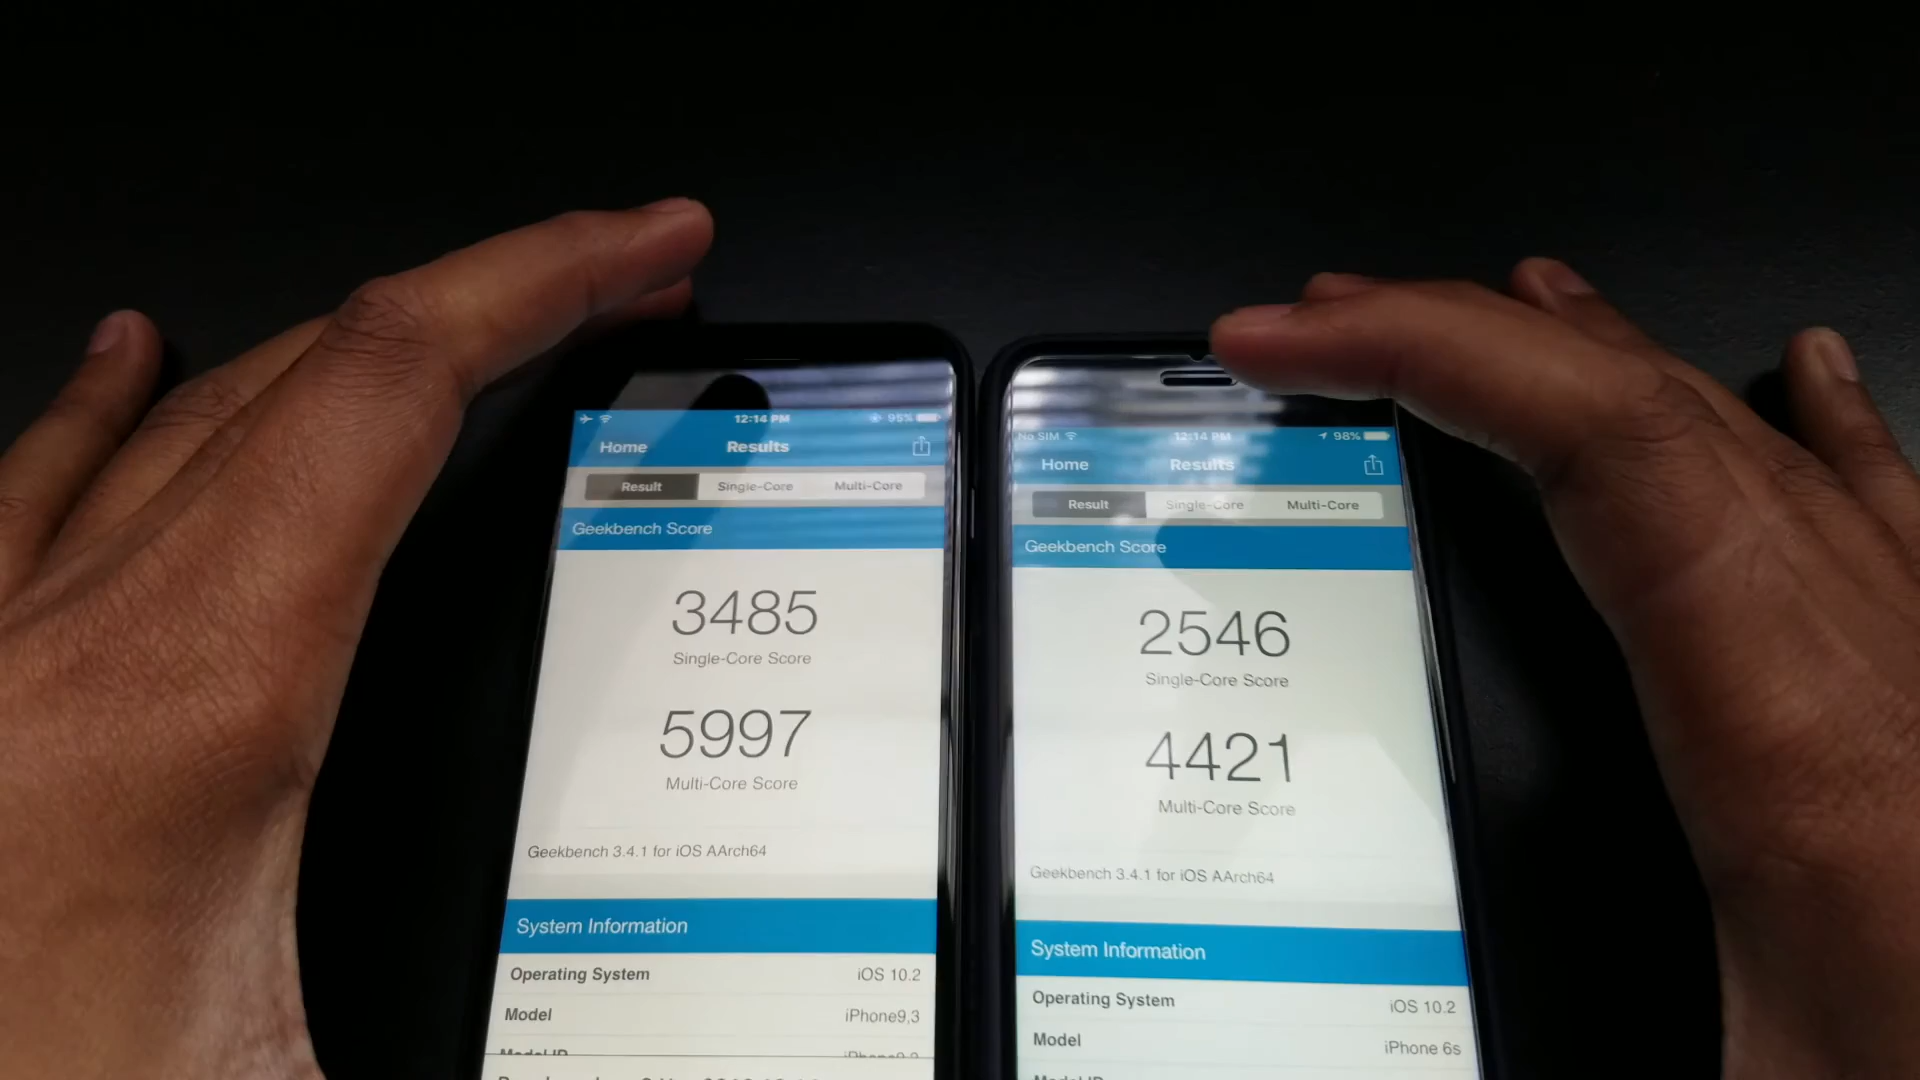 12:14 PM 95%
Home Results
Result Single-Core Multi-Core
Geekbench Score
3485
Single-Core Score
5997
Multi-Core Score
Geekbench 3.4.1 for iOS AArch64
System Information
Operating System iOS 10.2
Model iPhone9,3
Model ID
No SIM 12:14 PM 98%
Home Results
Result Single-Core Multi-Core
Geekbench Score
2546
Single-Core Score
4421
Multi-Core Score
Geekbench 3.4.1 for iOS AArch64
System Information
Operating System iOS 10.2
Model iPhone 6s
Model ID